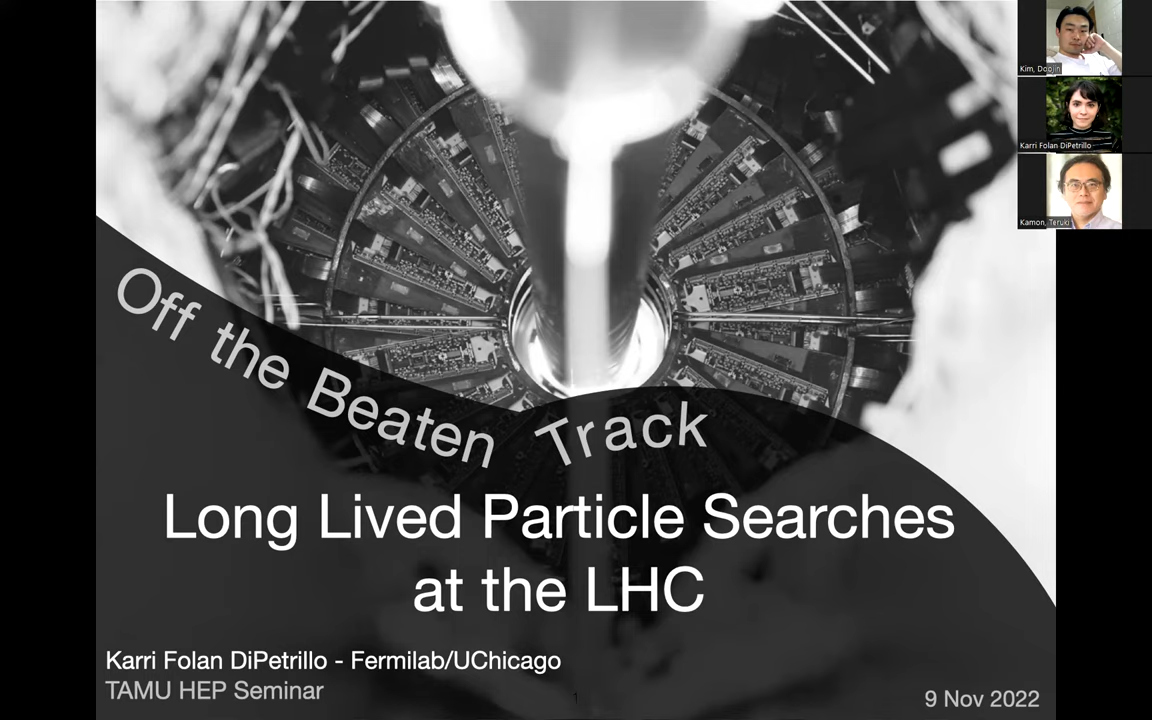 Off the Beaten Track
Long Lived Particle Searches
at the LHC
Karri Folan DiPetrillo - Fermilab/UChicago
TAMU HEP Seminar
1
9 Nov 2022
Kim, Doojin
Karri Folan DiPetrillo
Kamon, Teruki